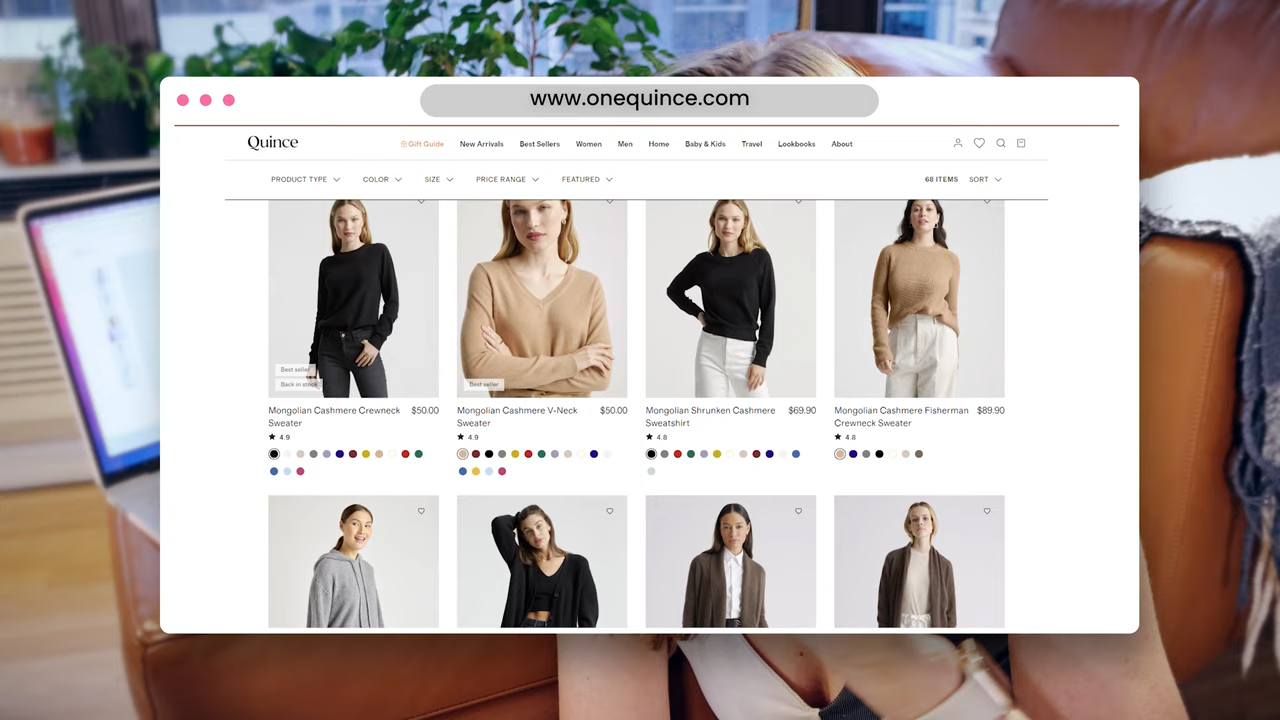 www.onequince.com
Quince
Gift Guide New Arrivals Best Sellers Women Men Home Baby & Kids Travel Lookbooks About
PRODUCT TYPE COLOR SIZE PRICE RANGE FEATURED 68 ITEMS SORT
Best seller
Back in stock
Best seller
Mongolian Cashmere Crewneck Sweater $50.00
4.9
Mongolian Cashmere V-Neck Sweater $50.00
4.9
Mongolian Shrunken Cashmere Sweatshirt $69.90
4.8
Mongolian Cashmere Fisherman Crewneck Sweater $89.90
4.8